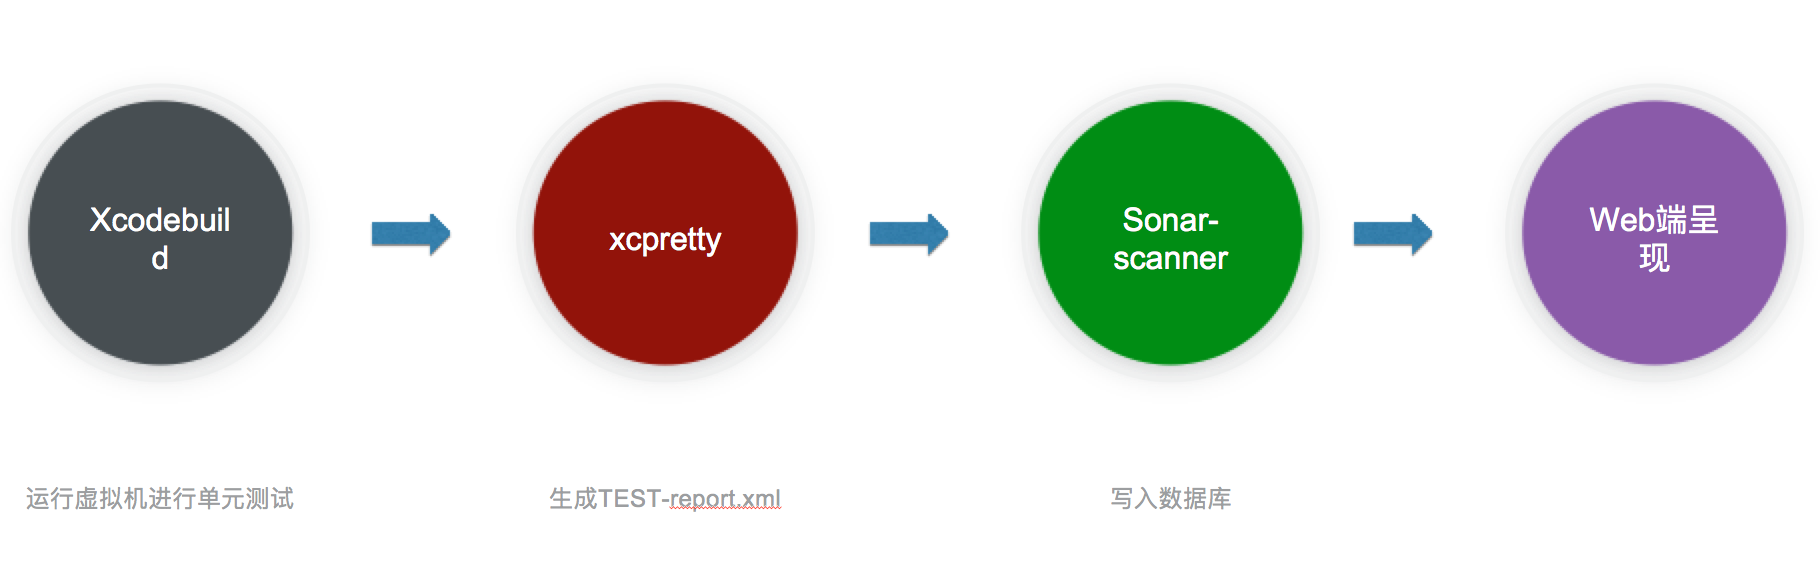 Xcodebuil
d
xcpretty
Sonar-
scanner
Web端呈
现
运行虚拟机进行单元测试
生成TEST-report.xml
写入数据库